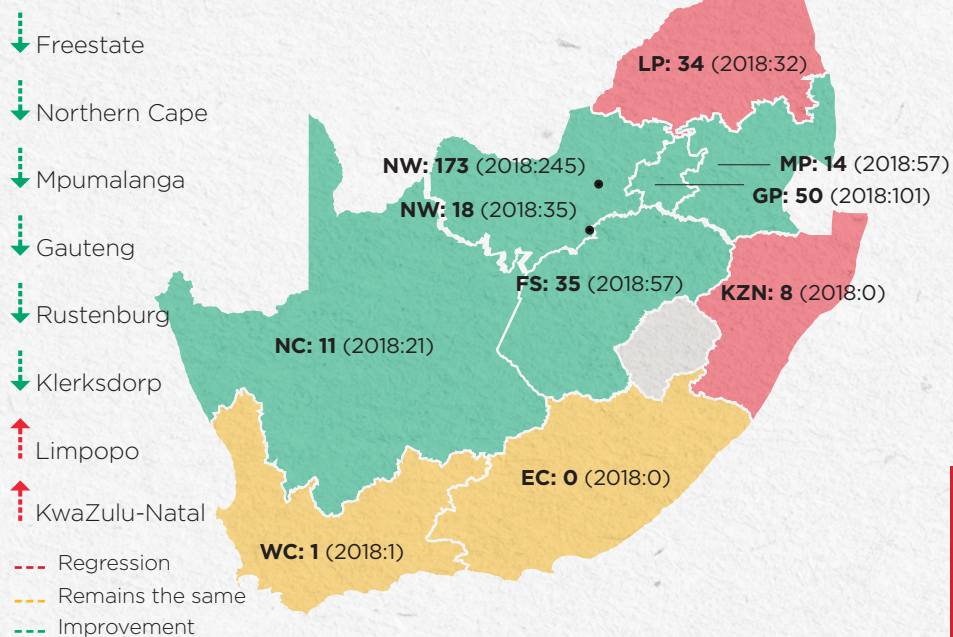 Freestate
Northern Cape
Mpumalanga
Gauteng
Rustenburg
Klerksdorp
Limpopo
KwaZulu-Natal
Regression
Remains the same
Improvement
LP: 34 (2018:32)
NW: 173 (2018:245)
MP: 14 (2018:57)
GP: 50 (2018:101)
NW: 18 (2018:35)
FS: 35 (2018:57)
KZN: 8 (2018:0)
NC: 11 (2018:21)
EC: 0 (2018:0)
WC: 1 (2018:1)